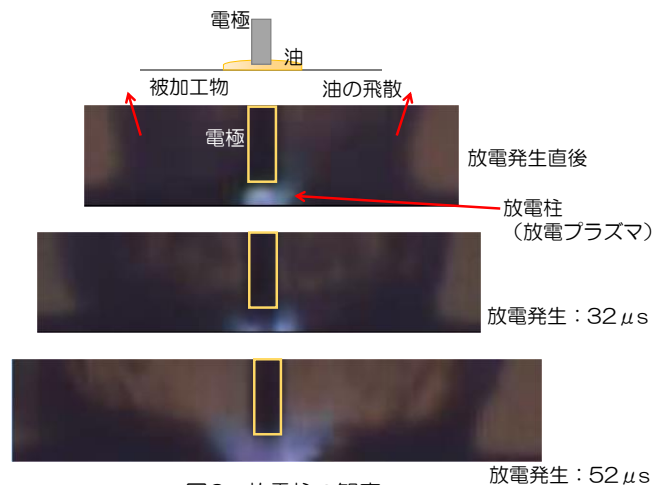 電極
油
被加工物
油の飛散
電極
放電発生直後
放電柱
（放電プラズマ）
放電発生：32μs
放電発生：52μs